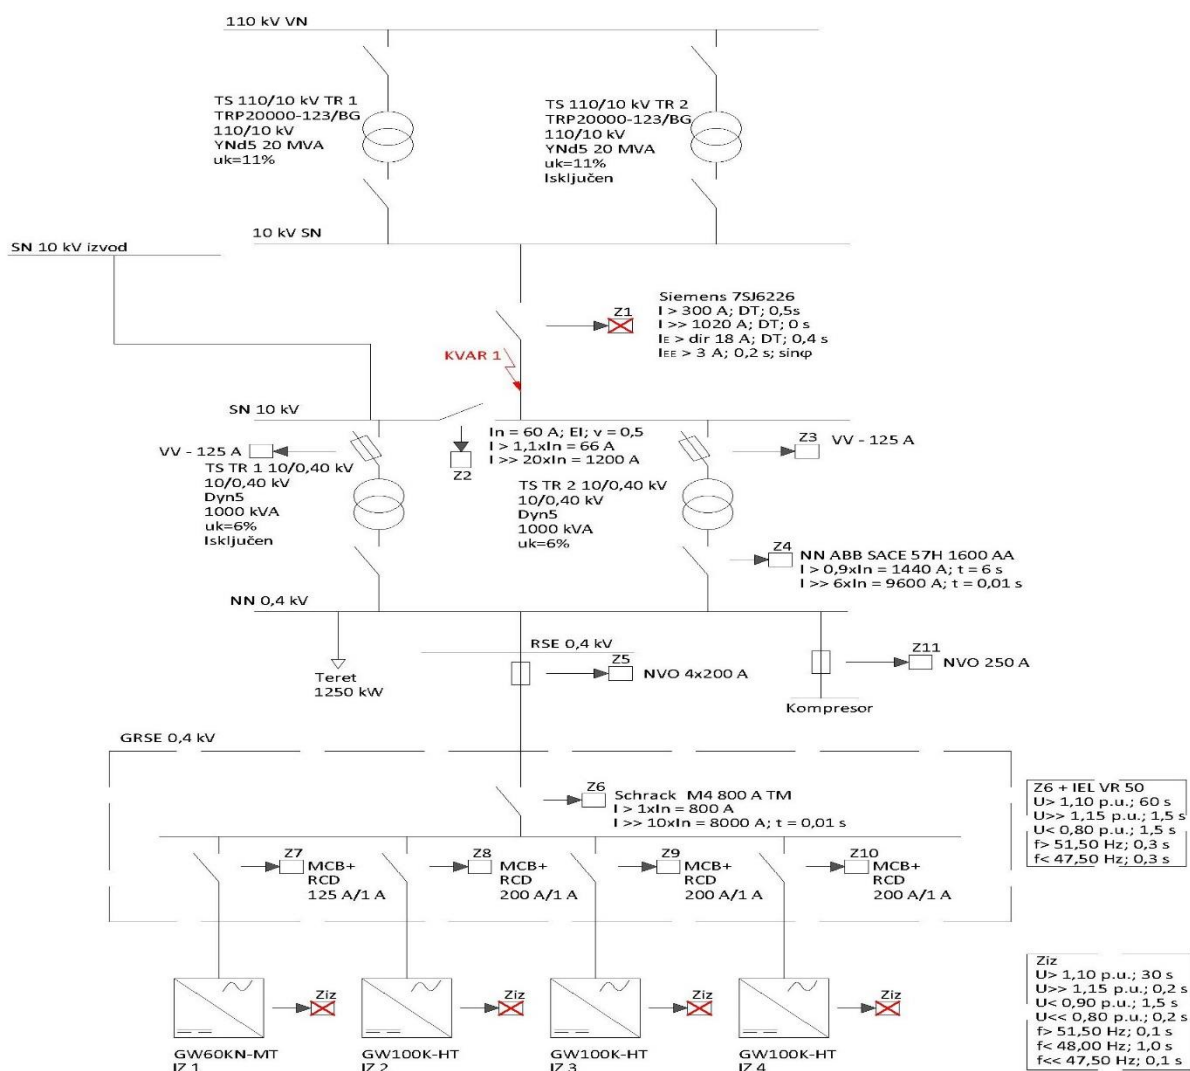 110 kV VN
TS 110/10 kV TR 1
TRP20000-123/BG
110/10 kV
YNd5 20 MVA
uk=11%
TS 110/10 kV TR 2
TRP20000-123/BG
110/10 kV
YNd5 20 MVA
uk=11%
Isključen
10 kV SN
SN 10 kV izvod
Z1
Siemens 7SJ6226
I > 300 A; DT; 0,5s
I >> 1020 A; DT; 0 s
IE > dir 18 A; DT; 0,4 s
IEE > 3 A; 0,2 s; sinφ
KVAR 1
SN 10 kV
VV - 125 A
TS TR 1 10/0,40 kV
10/0,40 kV
Dyn5
1000 kVA
uk=6%
Isključen
Z2
In = 60 A; EI; v = 0,5
I > 1,1xIn = 66 A
I >> 20xIn = 1200 A
TS TR 2 10/0,40 kV
10/0,40 kV
Dyn5
1000 kVA
uk=6%
Z3
VV - 125 A
Z4
NN ABB SACE 57H 1600 AA
I > 0,9xIn = 1440 A; t = 6 s
I >> 6xIn = 9600 A; t = 0,01 s
NN 0,4 kV
Teret
1250 kW
RSE 0,4 kV
Z5
NVO 4x200 A
Z11
NVO 250 A
Kompresor
GRSE 0,4 kV
Z6
Schrack M4 800 A TM
I > 1xIn = 800 A
I >> 10xIn = 8000 A; t = 0,01 s
Z6 + IEL VR 50
U> 1,10 p.u.; 60 s
U>> 1,15 p.u.; 1,5 s
U< 0,80 p.u.; 1,5 s
f> 51,50 Hz; 0,3 s
f< 47,50 Hz; 0,3 s
Z7
MCB+
RCD
125 A/1 A
Z8
MCB+
RCD
200 A/1 A
Z9
MCB+
RCD
200 A/1 A
Z10
MCB+
RCD
200 A/1 A
Ziz
GW60KN-MT
IZ 1
Ziz
GW100K-HT
IZ 2
Ziz
GW100K-HT
IZ 3
Ziz
GW100K-HT
IZ 4
Ziz
U> 1,10 p.u.; 30 s
U>> 1,15 p.u.; 0,2 s
U< 0,90 p.u.; 1,5 s
U<< 0,80 p.u.; 0,2 s
f> 51,50 Hz; 0,1 s
f< 48,00 Hz; 1,0 s
f<< 47,50 Hz; 0,1 s